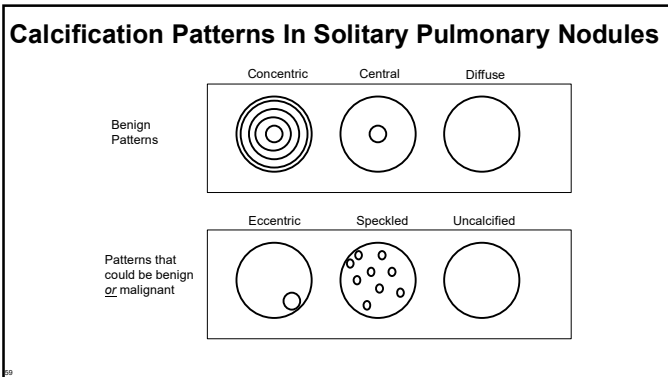 Calcification Patterns In Solitary Pulmonary Nodules
Concentric Central Diffuse
Benign
Patterns
Eccentric Speckled Uncalcified
Patterns that
could be benign
or malignant
59